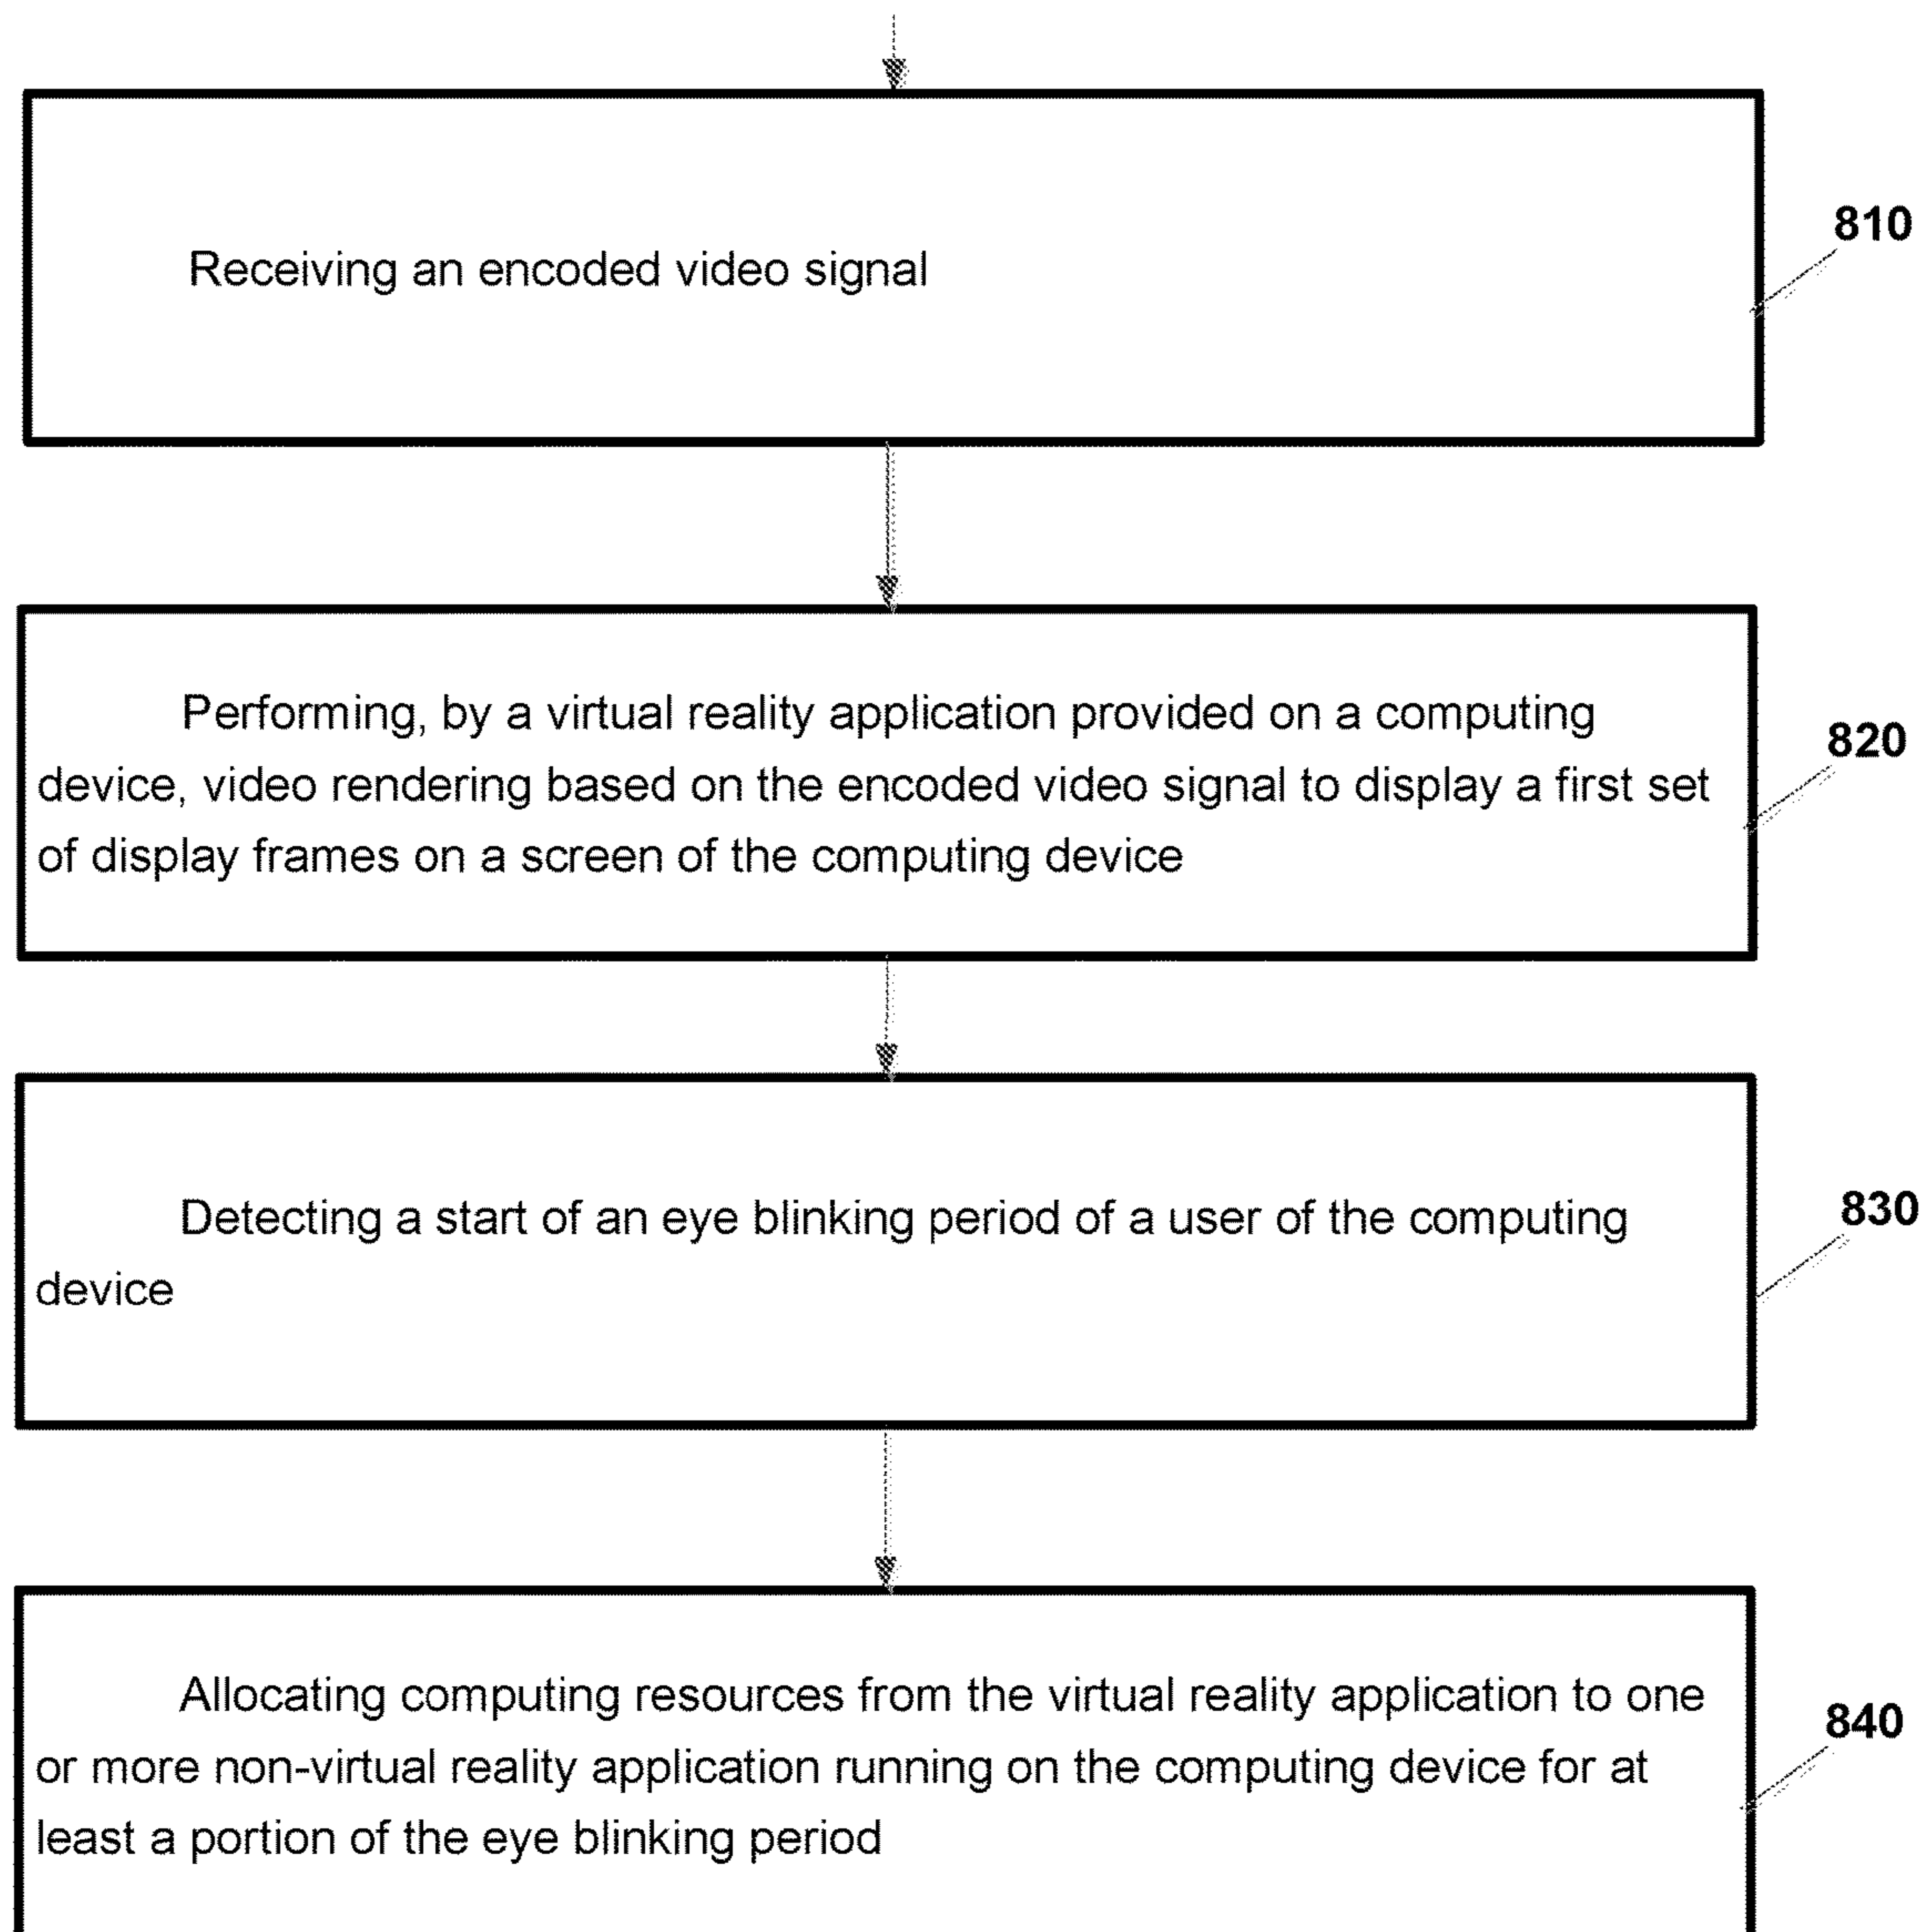 810
Receiving an encoded video signal
Performing, by a virtual reality application provided on a computing
820
device, video rendering based on the encoded video signal to display a first set
of display frames on a screen of the computing device
830
Detecting a start of an eye blinking period of a user of the computing
device
Allocating computing resources from the virtual reality application to one
840
or more non-virtual reality application running on the computing device for at
least a portion of the eye blinking period